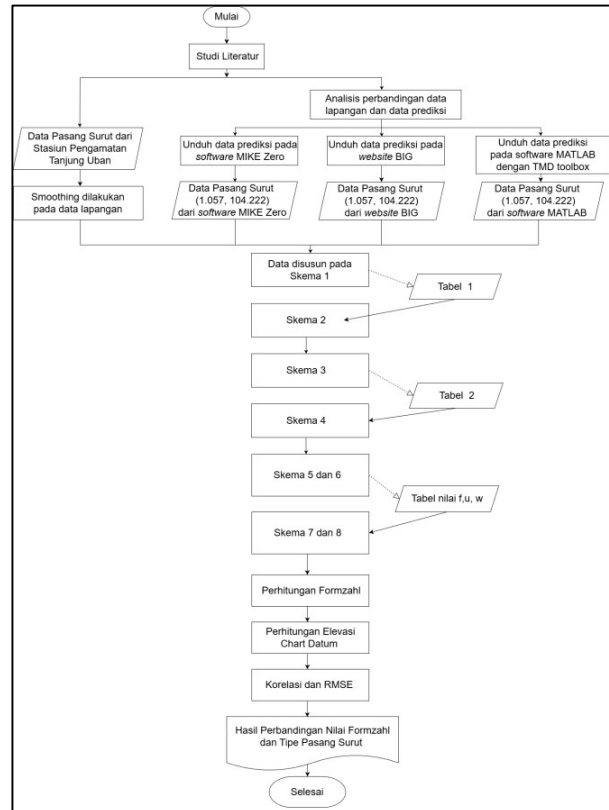 Mulai
Studi Literatur
Analisis perbandingan data
lapangan dan data prediksi
Data Pasang Surut dari
Stasiun Pengamatan
Tanjung Uban
Unduh data prediksi pada
software MIKE Zero
Unduh data prediksi pada
website BIG
Unduh data prediksi
pada software MATLAB
dengan TMD toolbox
Smoothing dilakukan
pada data lapangan
Data Pasang Surut
(1.057, 104.222)
dari software MIKE Zero
Data Pasang Surut
(1.057, 104.222)
dari website BIG
Data Pasang Surut
(1.057, 104.222)
dari software MATLAB
Data disusun pada
Skema 1
Tabel 1
Skema 2
Skema 3
Tabel 2
Skema 4
Skema 5 dan 6
Tabel nilai f,u, w
Skema 7 dan 8
Perhitungan Formzahl
Perhitungan Elevasi
Chart Datum
Korelasi dan RMSE
Hasil Perbandingan Nilai Formzahl
dan Tipe Pasang Surut
Selesai